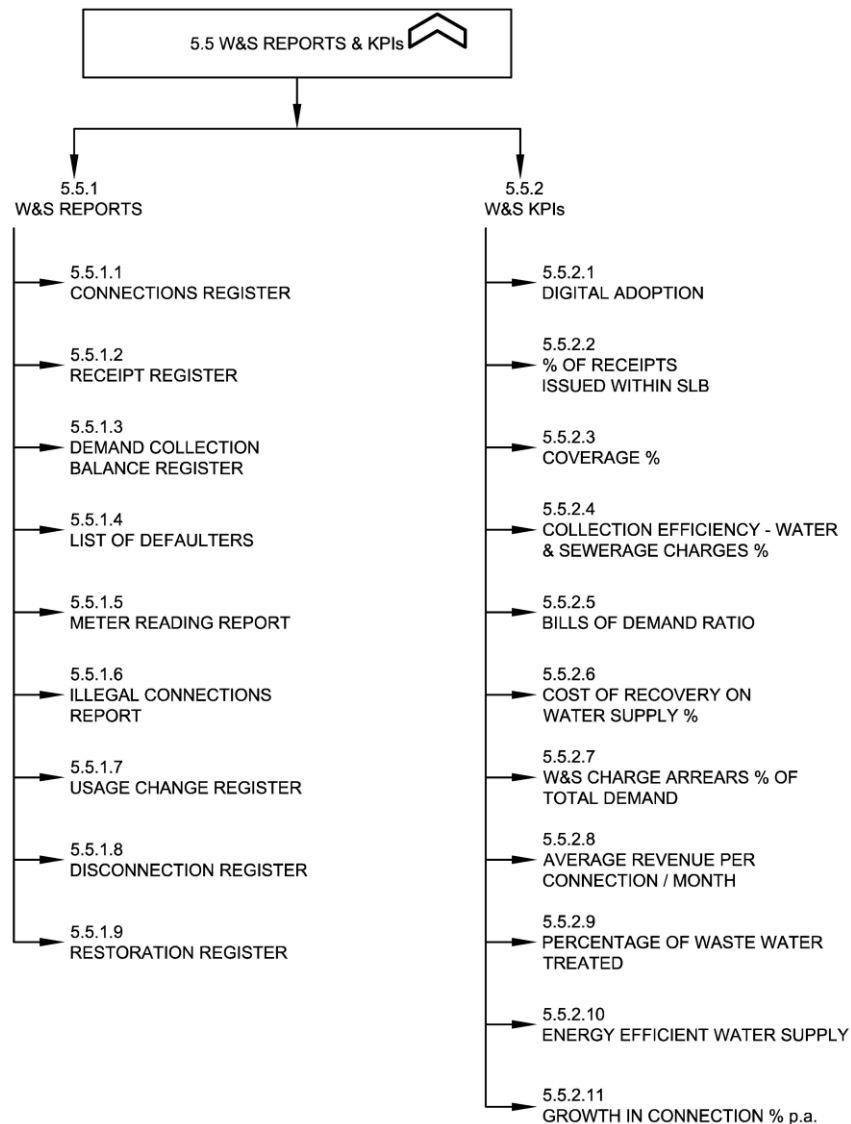 5.5 W&S REPORTS & KPIs
5.5.1
W&S REPORTS
5.5.1.1
CONNECTIONS REGISTER
5.5.1.2
RECEIPT REGISTER
5.5.1.3
DEMAND COLLECTION
BALANCE REGISTER
5.5.1.4
LIST OF DEFAULTERS
5.5.1.5
METER READING REPORT
5.5.1.6
ILLEGAL CONNECTIONS
REPORT
5.5.1.7
USAGE CHANGE REGISTER
5.5.1.8
DISCONNECTION REGISTER
5.5.1.9
RESTORATION REGISTER
5.5.2
W&S KPIs
5.5.2.1
DIGITAL ADOPTION
5.5.2.2
% OF RECEIPTS
ISSUED WITHIN SLB
5.5.2.3
COVERAGE %
5.5.2.4
COLLECTION EFFICIENCY - WATER
& SEWERAGE CHARGES %
5.5.2.5
BILLS OF DEMAND RATIO
5.5.2.6
COST OF RECOVERY ON
WATER SUPPLY %
5.5.2.7
W&S CHARGE ARREARS % OF
TOTAL DEMAND
5.5.2.8
AVERAGE REVENUE PER
CONNECTION / MONTH
5.5.2.9
PERCENTAGE OF WASTE WATER
TREATED
5.5.2.10
ENERGY EFFICIENT WATER SUPPLY
5.5.2.11
GROWTH IN CONNECTION % p.a.